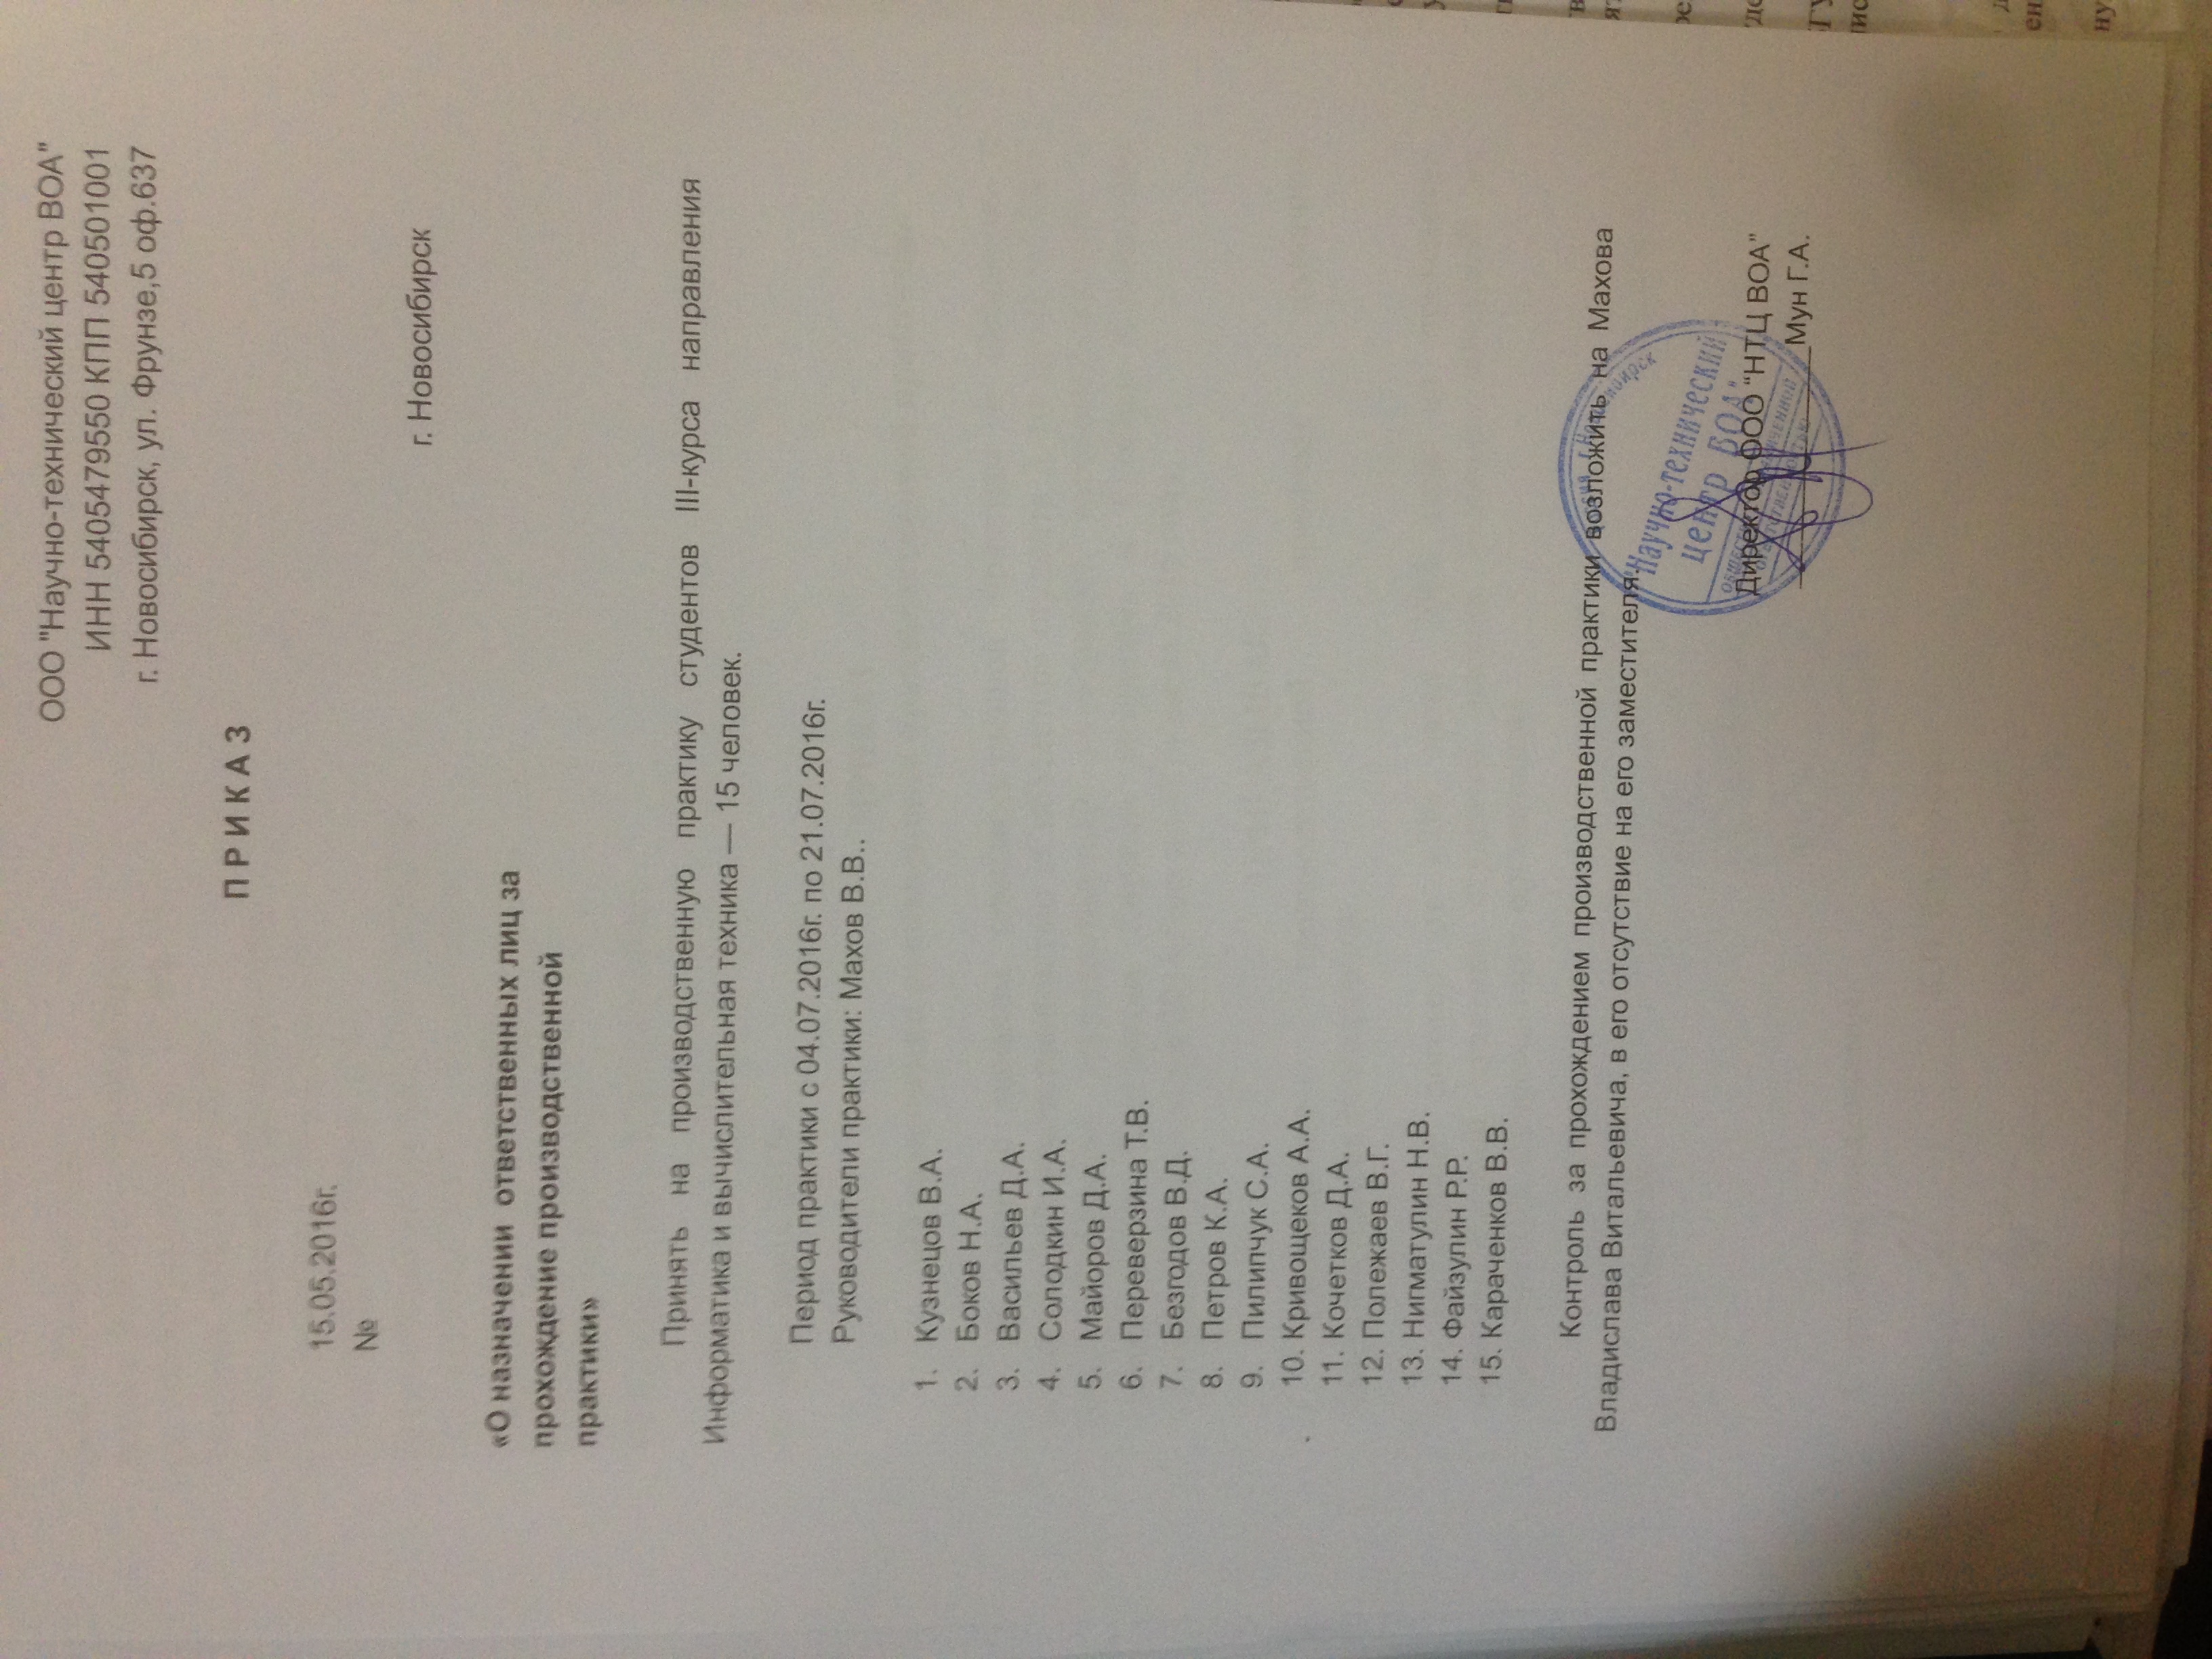 ООО "Научно-технический центр ВОА"
ИНН 5405479550 КПП 540501001
г. Новосибирск, ул. Фрунзе,5 оф.637
П Р И К А З
15.05.2016г.
№
г. Новосибирск
«О назначении ответственных лиц за
прохождение производственной
практики»
Принять на производственную практику студентов III-курса направления
Информатика и вычислительная техника — 15 человек.
Период практики с 04.07.2016г. по 21.07.2016г.
Руководители практики: Махов В.В..
1. Кузнецов В.А.
2. Боков Н.А.
3. Васильев Д.А.
4. Солодкин И.А.
5. Майоров Д.А.
6. Переверзина Т.В.
7. Безгодов В.Д.
8. Петров К.А.
9. Пилипчук С.А.
10. Кривощеков А.А.
11. Кочетков Д.А.
12. Полежаев В.Г.
13. Нигматулин Н.В.
14. Файзулин Р.Р.
15. Караченков В.В.
Контроль за прохождением производственной практики возложить на Махова
Владислава Витальевича, в его отсутствие на его заместителя.
"Научно-технический
центр ВОА"
Директор ООО “НТЦ ВОА”
Мун Г.А.